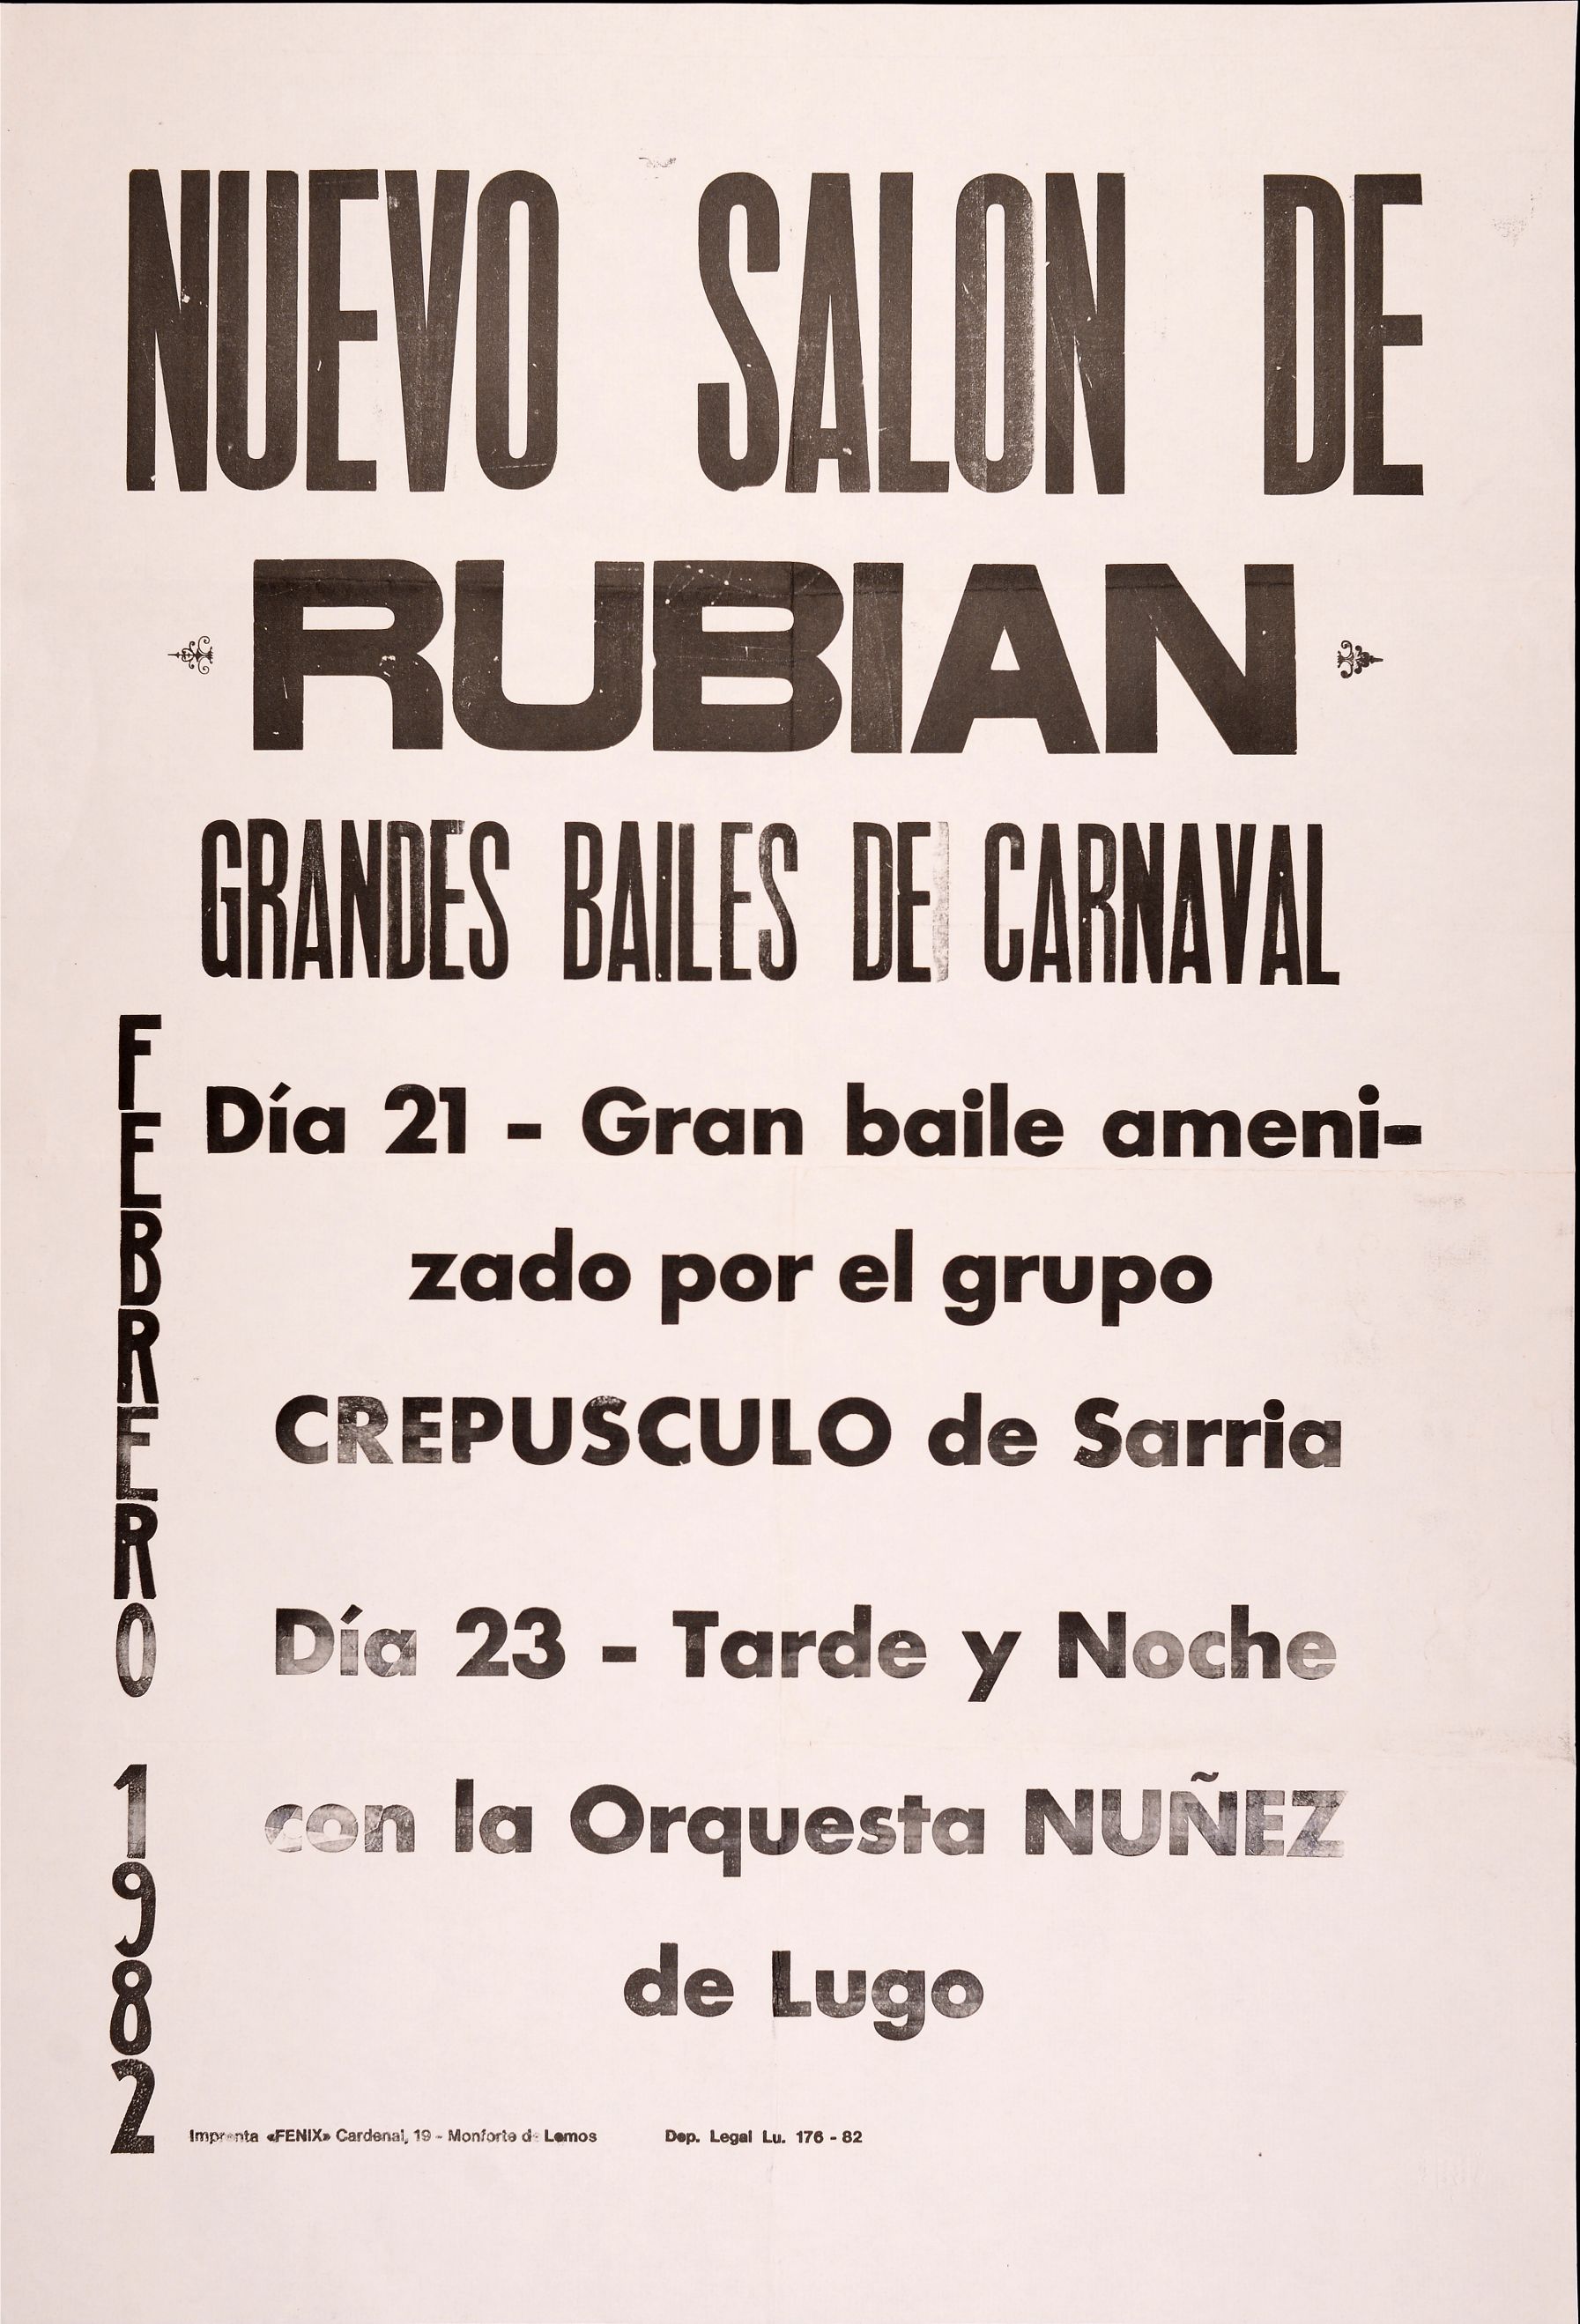 NUEVO SALON DE
RUBIAN
GRANDES BAILES DE CARNAVAL
FEBRERO 1982
Día 21 - Gran baile ameni-
zado por el grupo
CREPUSCULO de Sarria
Día 23 - Tarde y Noche
con la Orquesta NUÑEZ
de Lugo
Imprenta «FENIX» Cardenal, 19 - Monforte de Lemos Dep. Legal Lu. 176 - 82